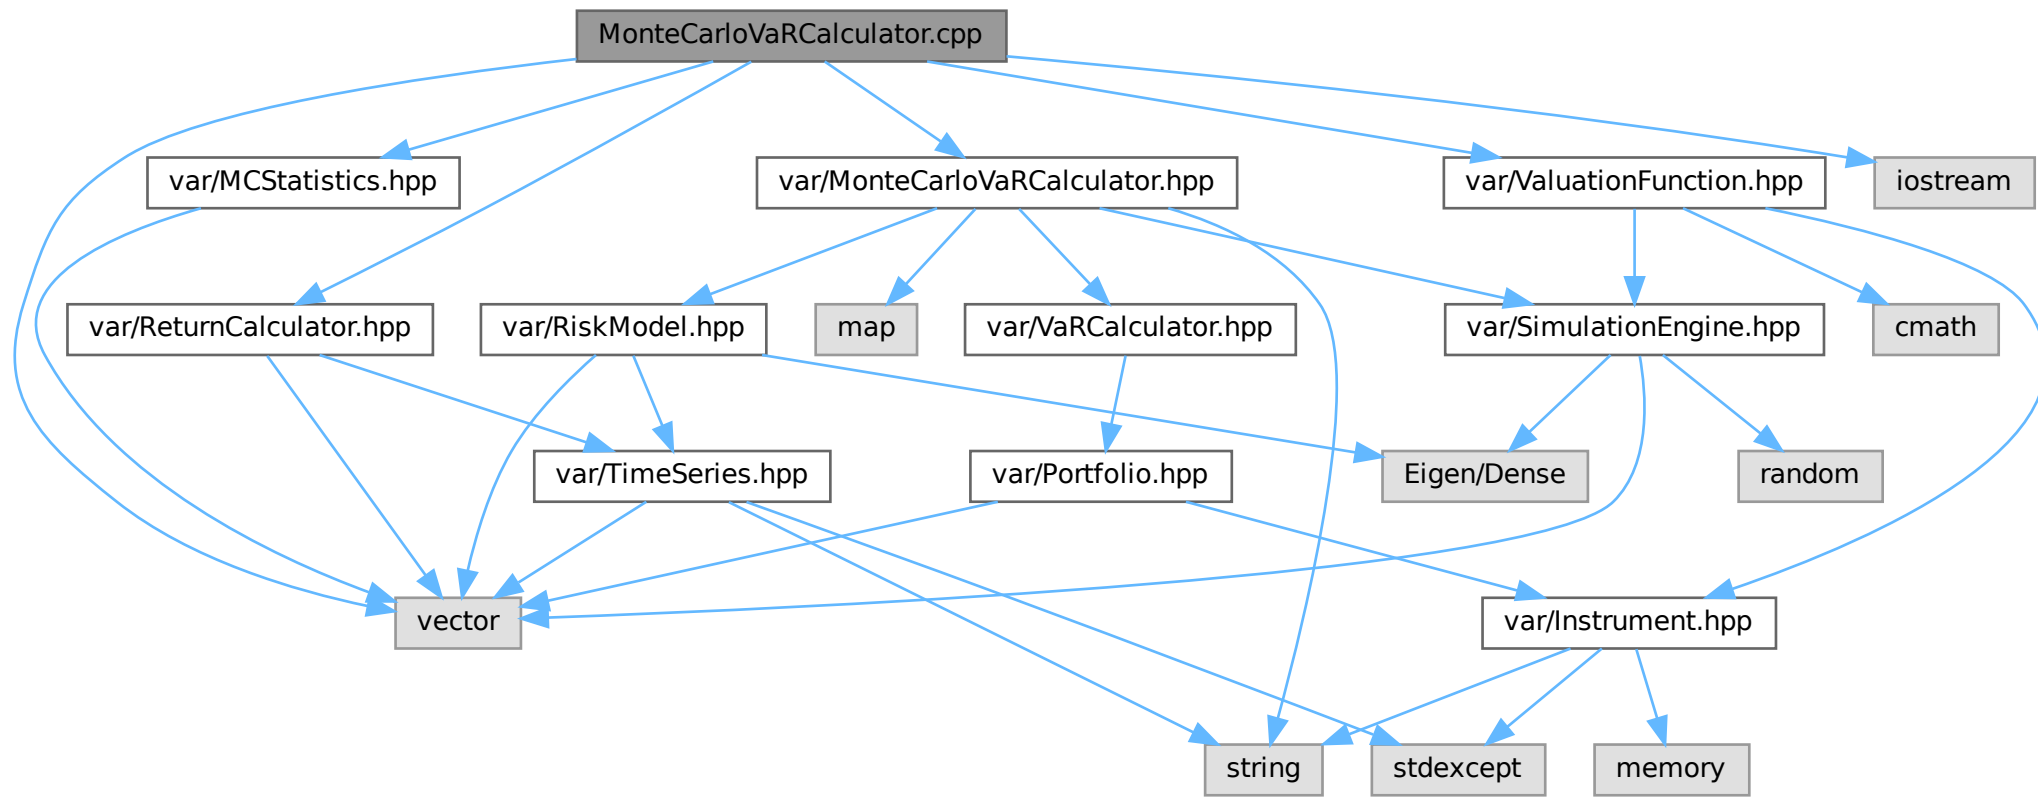 MonteCarloVaRCalculator.cpp
var/MCStatistics.hpp
var/MonteCarloVaRCalculator.hpp
var/ValuationFunction.hpp
iostream
var/ReturnCalculator.hpp
var/RiskModel.hpp
map
var/VaRCalculator.hpp
var/SimulationEngine.hpp
cmath
var/TimeSeries.hpp
var/Portfolio.hpp
Eigen/Dense
random
vector
var/Instrument.hpp
string
stdexcept
memory